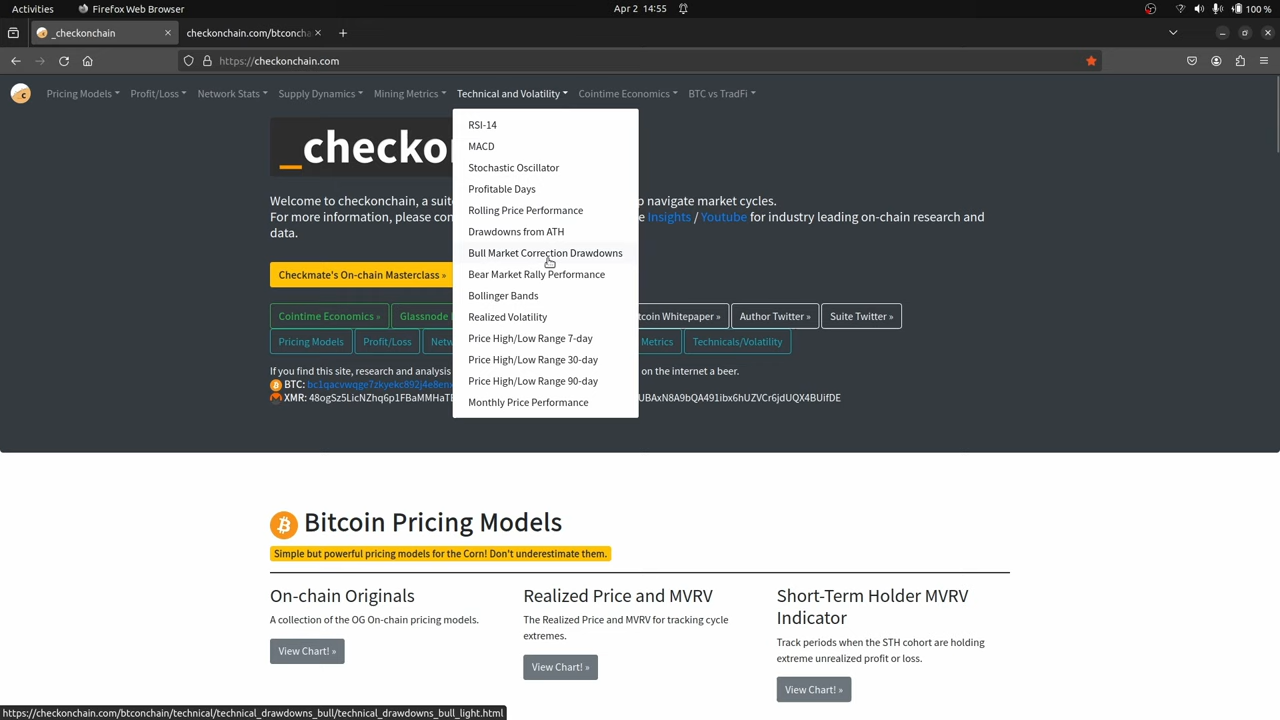 Activities
Firefox Web Browser
Apr 2 14:55
100 %
_checkonchain
checkonchain.com/btconcha
https://checkonchain.com
Pricing Models
Profit/Loss
Network Stats
Supply Dynamics
Mining Metrics
Technical and Volatility
Cointime Economics
BTC vs TradFi
RSI-14
MACD
Stochastic Oscillator
Profitable Days
Rolling Price Performance
Drawdowns from ATH
Bull Market Correction Drawdowns
Bear Market Rally Performance
Bollinger Bands
Realized Volatility
Price High/Low Range 7-day
Price High/Low Range 30-day
Price High/Low Range 90-day
Monthly Price Performance
_checko
Welcome to checkonchain, a suit o navigate market cycles.
For more information, please con e Insights / Youtube for industry leading on-chain research and
data.
Checkmate's On-chain Masterclass »
Cointime Economics »
Glassnode
tcoin Whitepaper »
Author Twitter »
Suite Twitter »
Pricing Models
Profit/Loss
Netw
Metrics
Technicals/Volatility
If you find this site, research and analysis on the internet a beer.
BTC:
XMR:
Bitcoin Pricing Models
Simple but powerful pricing models for the Corn! Don't underestimate them.
On-chain Originals
A collection of the OG On-chain pricing models.
View Chart! »
Realized Price and MVRV
The Realized Price and MVRV for tracking cycle
extremes.
View Chart! »
Short-Term Holder MVRV
Indicator
Track periods when the STH cohort are holding
extreme unrealized profit or loss.
View Chart! »
https://checkonchain.com/btconchain/technical/technical_drawdowns_bull/technical_drawdowns_bull_light.html